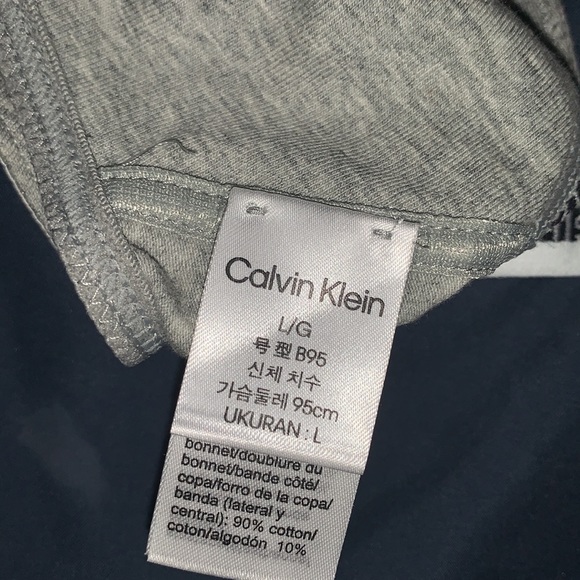 Calvin Klein
L/G
号型 B95
신체 치수
가슴둘레 95cm
UKURAN : L
bonnet/doublure du
bonnet/bande côté/
copa/forro de la copa/
banda (lateral y
central): 90% cotton/
coton/algodón 10%